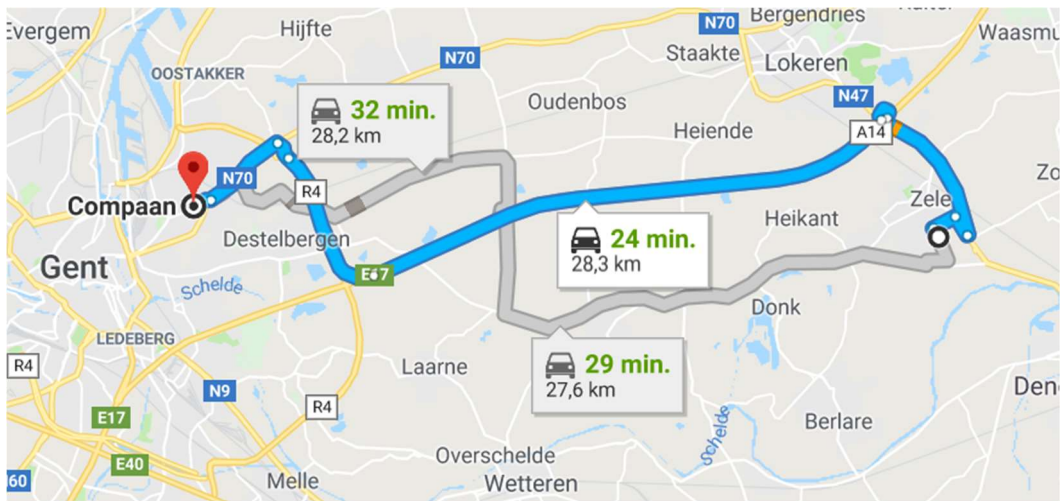 Evergem
Hijfte
N70
Bergendries
Waasmu
Staakte
Lokeren
N70
OOSTAKKER
N47
32 min.
28,2 km
Oudenbos
Heiende
A14
N70
R4
Zele
Compaan
Destelbergen
Heikant
24 min.
28,3 km
Gent
E17
Schelde
Donk
LEDEBERG
29 min.
27,6 km
R4
Laarne
N9
Den
R4
E17
Schelde
Berlare
Overschelde
E40
Melle
Wetteren